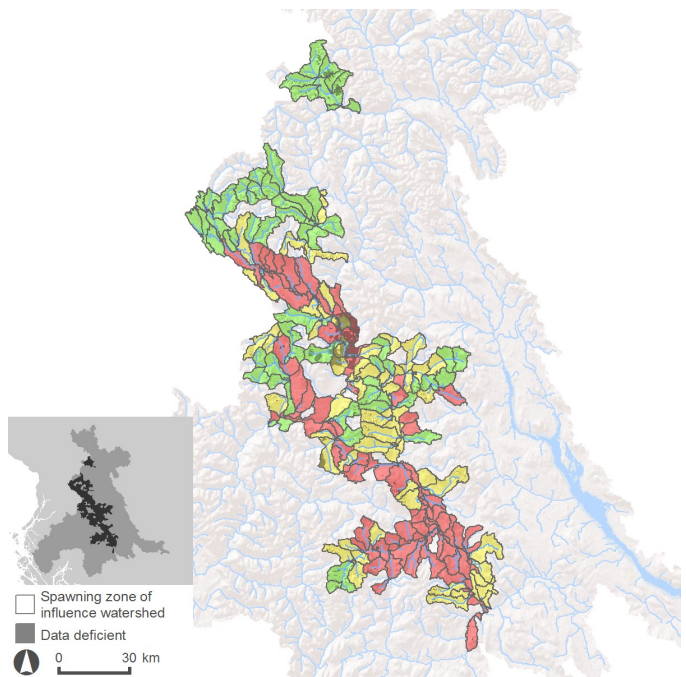 Spawning zone of
influence watershed
Data deficient
0 30 km